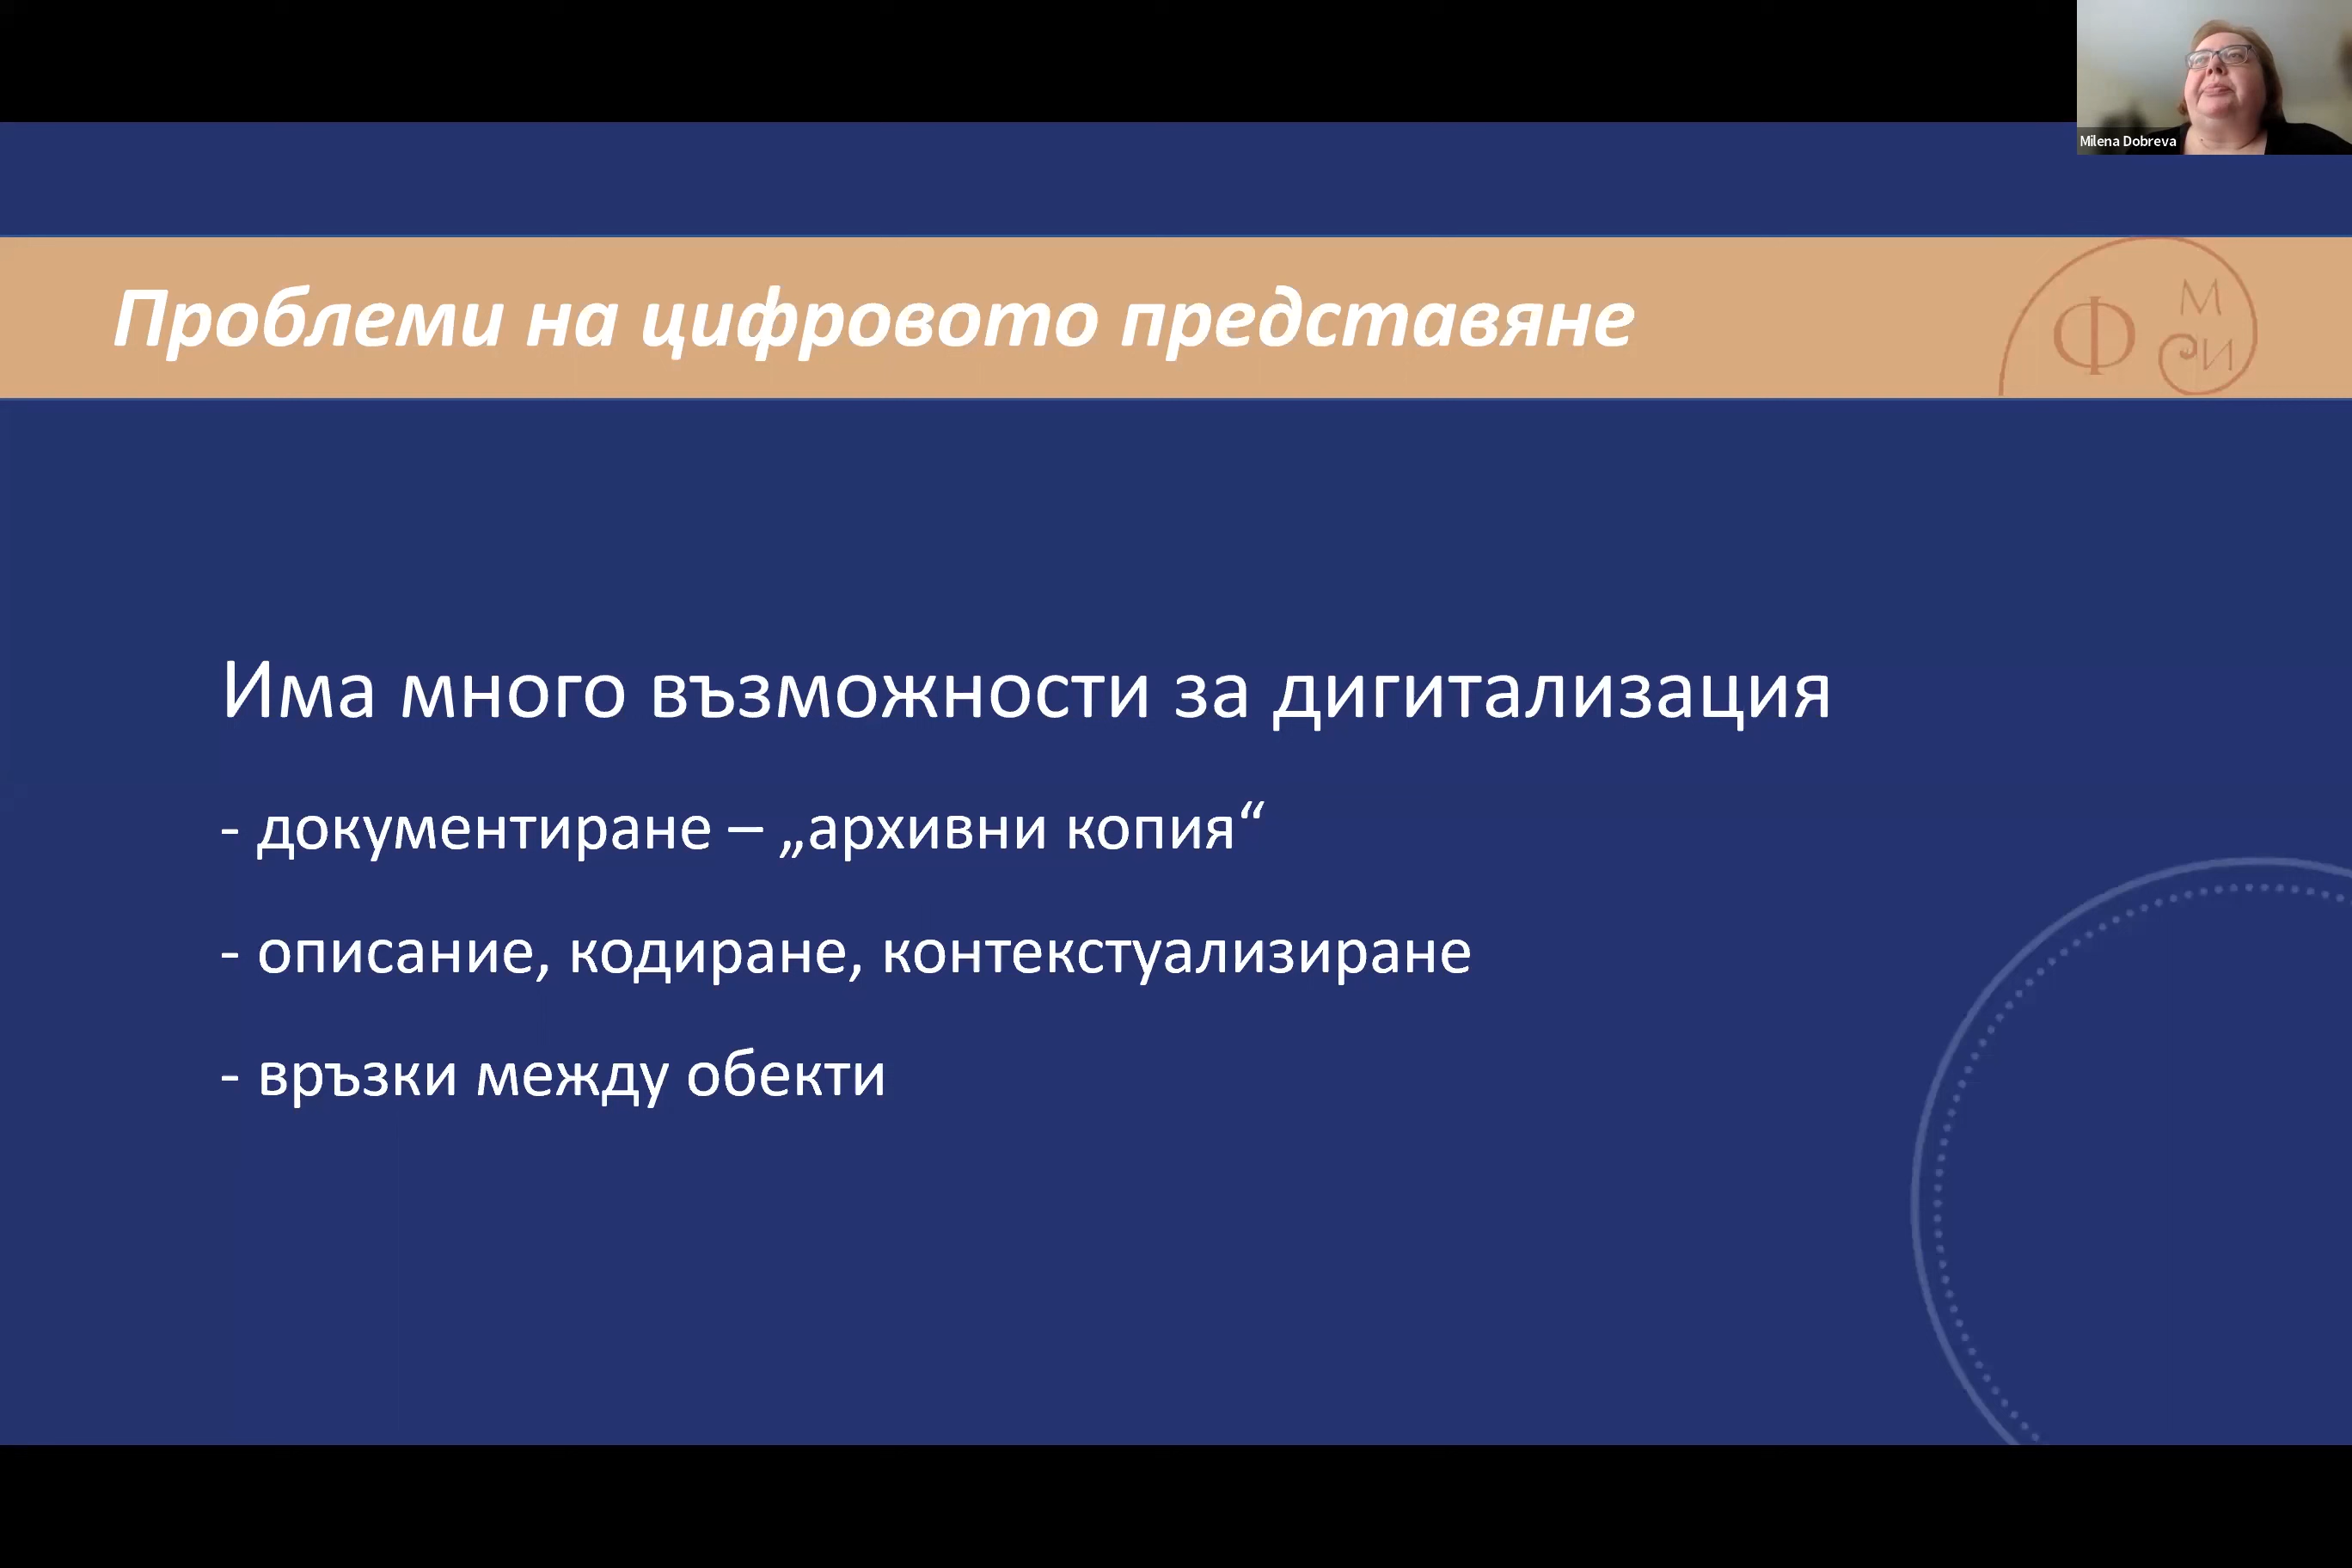 Milena Dobreva
Проблеми на цифровото представяне
Ф
М
СИ
Има много възможности за дигитализация
- документиране – „архивни копия“
- описание, кодиране, контекстуализиране
- връзки между обекти